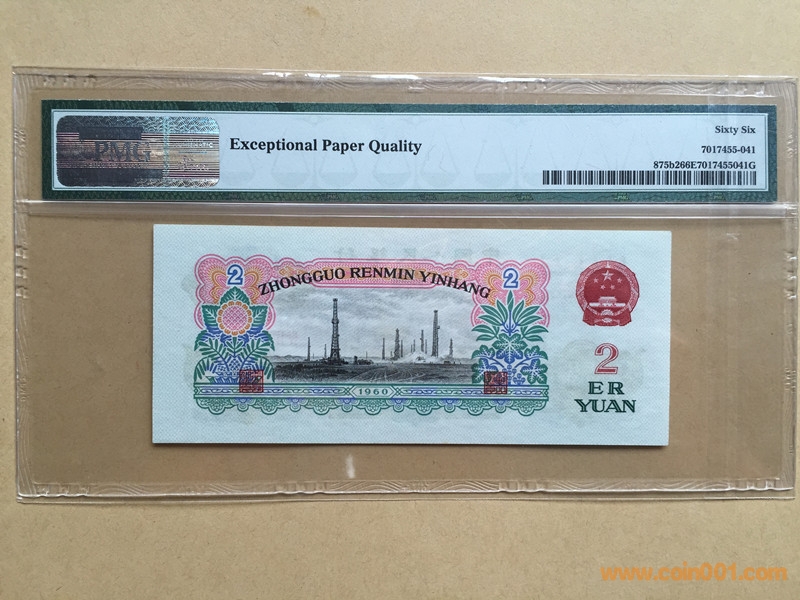 PMG
Exceptional Paper Quality
Sixty Six
7017455-041
875b266E7017455041G
2
2
ZHONGGUO RENMIN YINHANG
2
ER
YUAN
1960
www.coin001.com